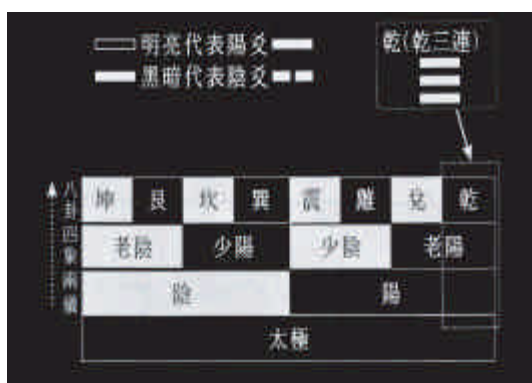 明亮代表陽爻
黑暗代表陰爻
乾(乾三連)
八卦四象兩儀
坤 艮 坎 巽 震 離 兌 乾
老陰 少陽 少陰 老陽
陰 陽
太極